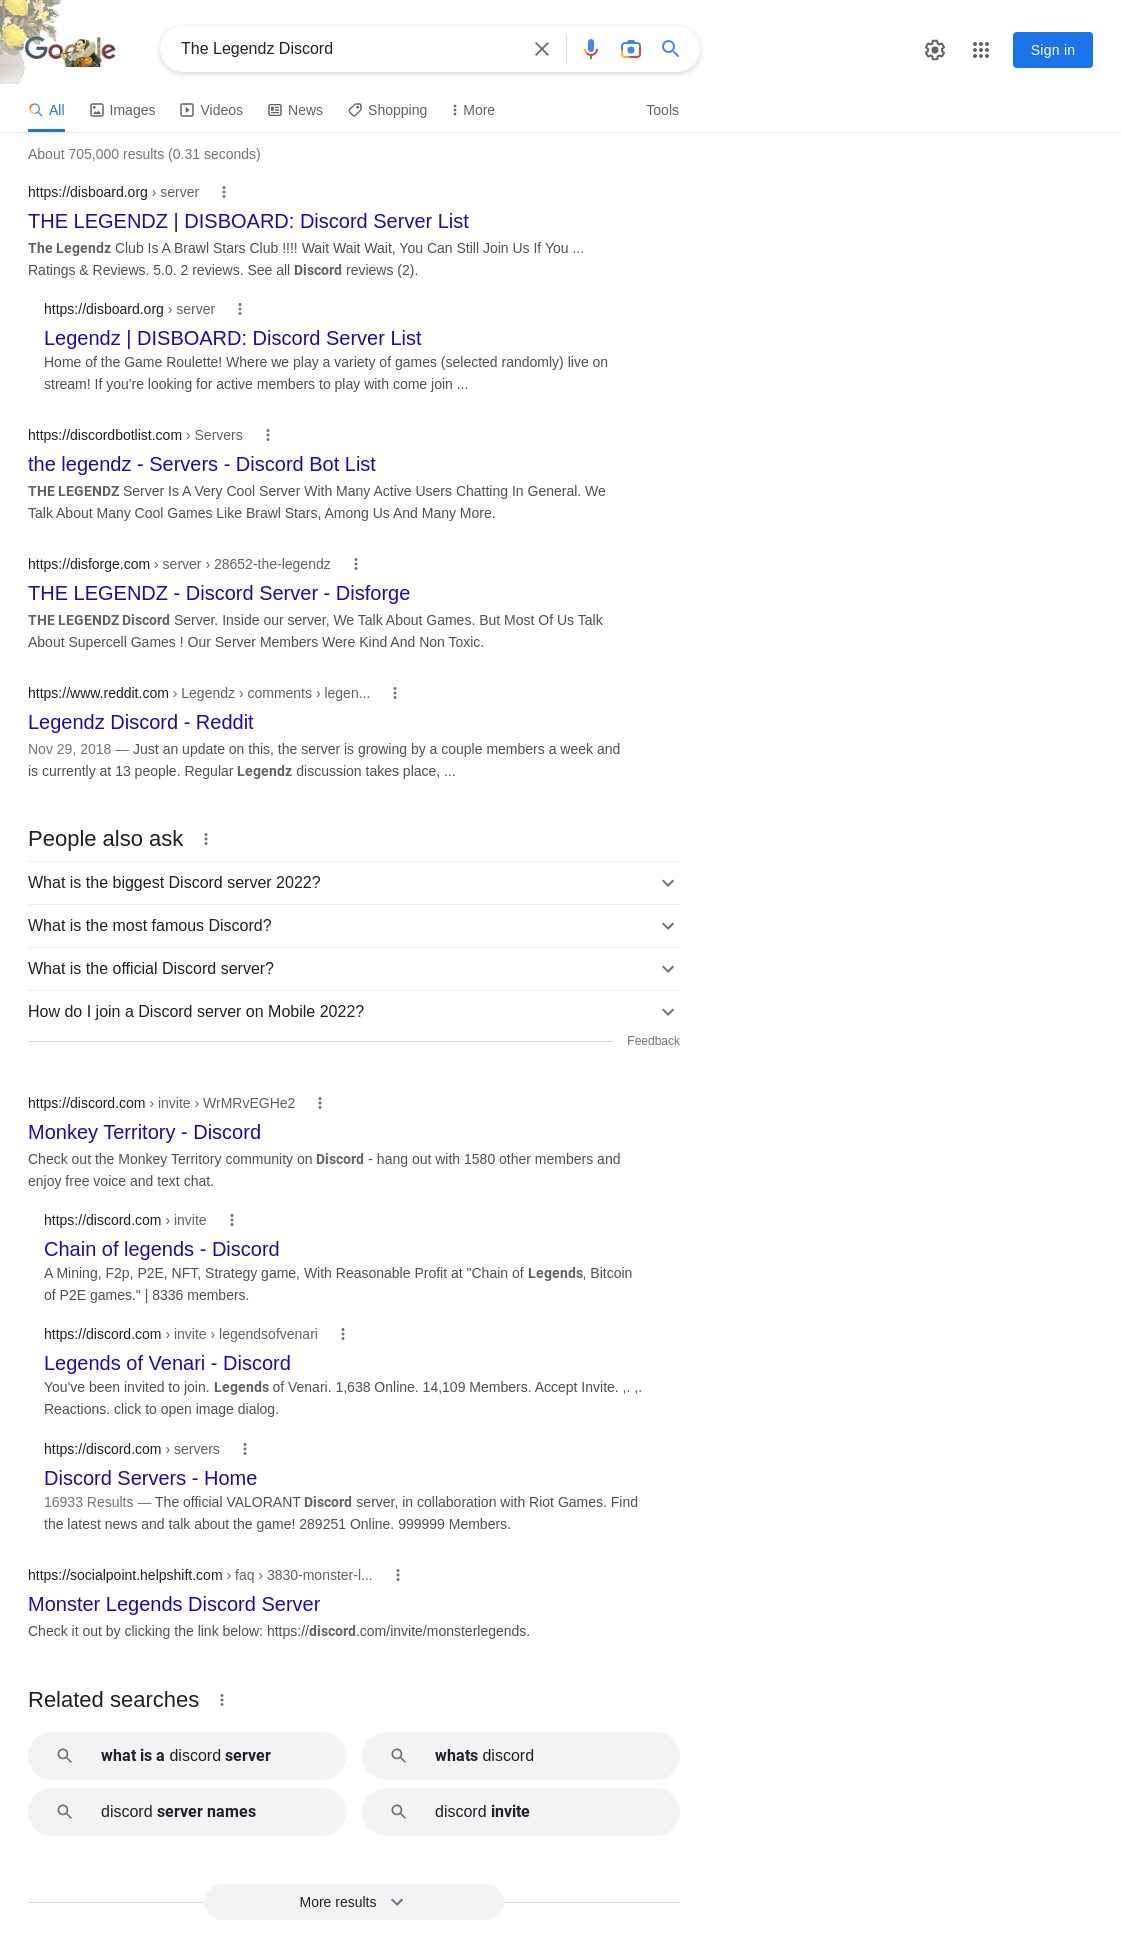 Google
The Legendz Discord
Sign in
All
Images
Videos
News
Shopping
More
Tools
About 705,000 results (0.31 seconds)
https://disboard.org › server
THE LEGENDZ | DISBOARD: Discord Server List
The Legendz Club Is A Brawl Stars Club !!!! Wait Wait Wait, You Can Still Join Us If You ...
Ratings & Reviews. 5.0. 2 reviews. See all Discord reviews (2).
https://disboard.org › server
Legendz | DISBOARD: Discord Server List
Home of the Game Roulette! Where we play a variety of games (selected randomly) live on
stream! If you're looking for active members to play with come join ...
https://discordbotlist.com › Servers
the legendz - Servers - Discord Bot List
THE LEGENDZ Server Is A Very Cool Server With Many Active Users Chatting In General. We
Talk About Many Cool Games Like Brawl Stars, Among Us And Many More.
https://disforge.com › server › 28652-the-legendz
THE LEGENDZ - Discord Server - Disforge
THE LEGENDZ Discord Server. Inside our server, We Talk About Games. But Most Of Us Talk
About Supercell Games ! Our Server Members Were Kind And Non Toxic.
https://www.reddit.com › Legendz › comments › legen...
Legendz Discord - Reddit
Nov 29, 2018 — Just an update on this, the server is growing by a couple members a week and
is currently at 13 people. Regular Legendz discussion takes place, ...
People also ask
What is the biggest Discord server 2022?
What is the most famous Discord?
What is the official Discord server?
How do I join a Discord server on Mobile 2022?
Feedback
https://discord.com › invite › WrMRvEGHe2
Monkey Territory - Discord
Check out the Monkey Territory community on Discord - hang out with 1580 other members and
enjoy free voice and text chat.
https://discord.com › invite
Chain of legends - Discord
A Mining, F2p, P2E, NFT, Strategy game, With Reasonable Profit at "Chain of Legends, Bitcoin
of P2E games." | 8336 members.
https://discord.com › invite › legendsofvenari
Legends of Venari - Discord
You've been invited to join. Legends of Venari. 1,638 Online. 14,109 Members. Accept Invite. ,. ,.
Reactions. click to open image dialog.
https://discord.com › servers
Discord Servers - Home
16933 Results — The official VALORANT Discord server, in collaboration with Riot Games. Find
the latest news and talk about the game! 289251 Online. 999999 Members.
https://socialpoint.helpshift.com › faq › 3830-monster-l...
Monster Legends Discord Server
Check it out by clicking the link below: https://discord.com/invite/monsterlegends.
Related searches
what is a discord server
whats discord
discord server names
discord invite
More results